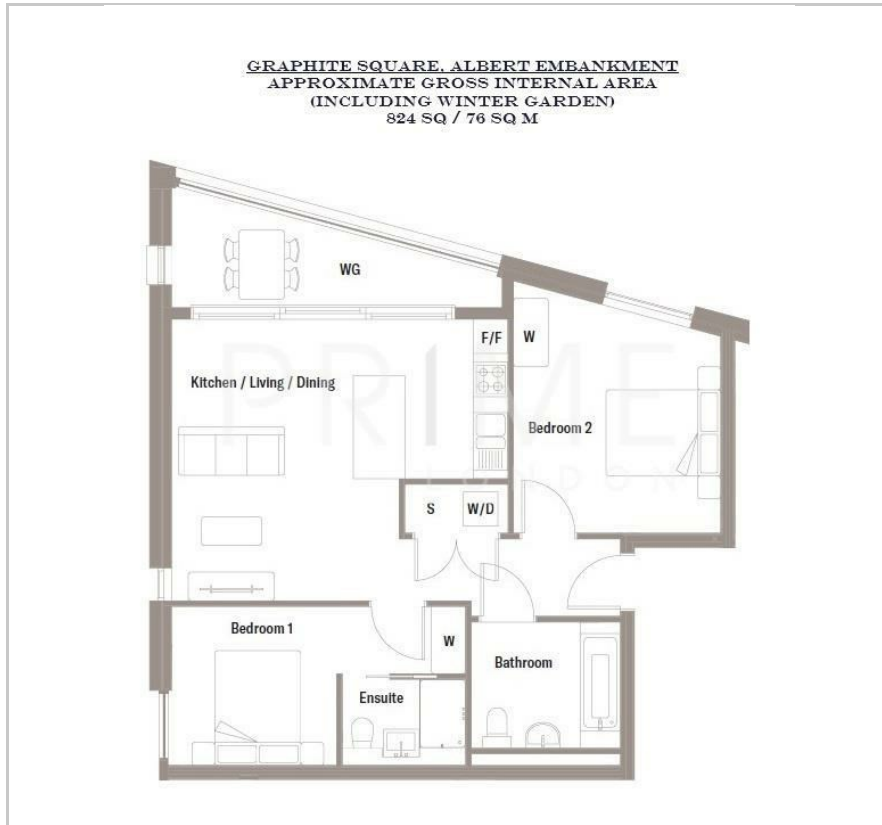 GRAPHITE SQUARE, ALBERT EMBANKMENT
APPROXIMATE GROSS INTERNAL AREA
(INCLUDING WINTER GARDEN)
824 SQ / 76 SQ M
WG
F/F
W
Kitchen / Living / Dining
PRIME
LONDON
Bedroom 2
S
W/D
Bedroom 1
W
Bathroom
Ensuite